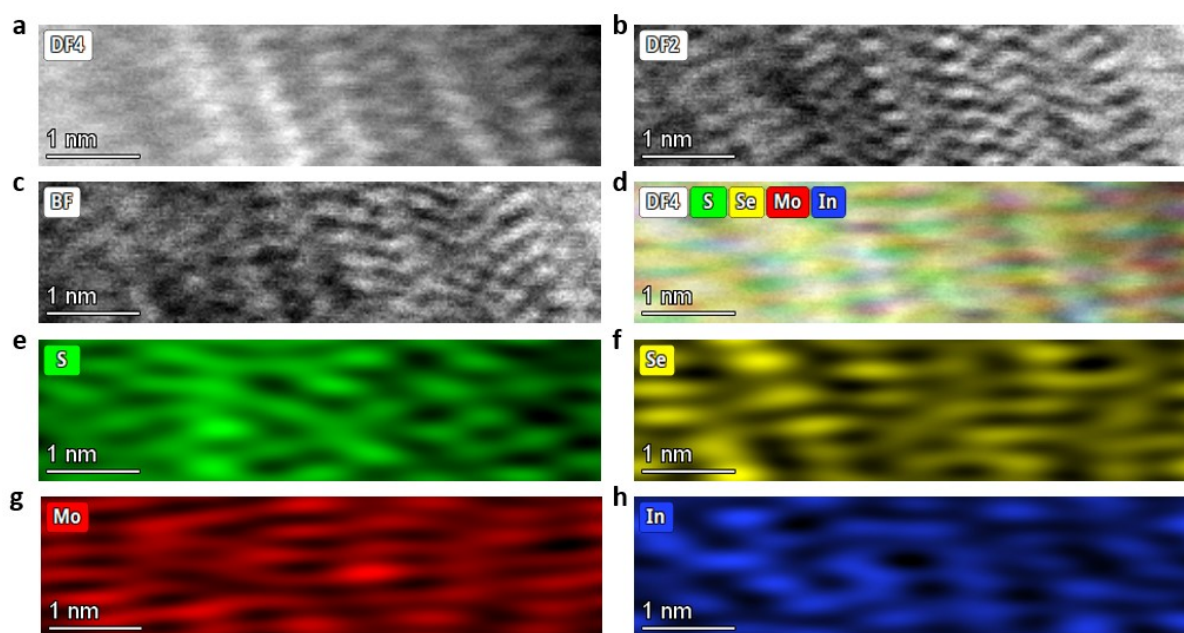 a
DF4
1 nm
b
DF2
1 nm
c
BF
1 nm
d
DF4 S Se Mo In
1 nm
e
S
1 nm
f
Se
1 nm
g
Mo
1 nm
h
In
1 nm